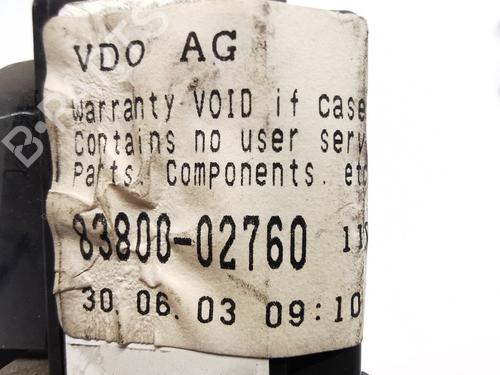 VDO AG
Warranty VOID if case
Contains no user serv
Parts. Components. etc
83800-02760 11
30. 06. 03 09:10